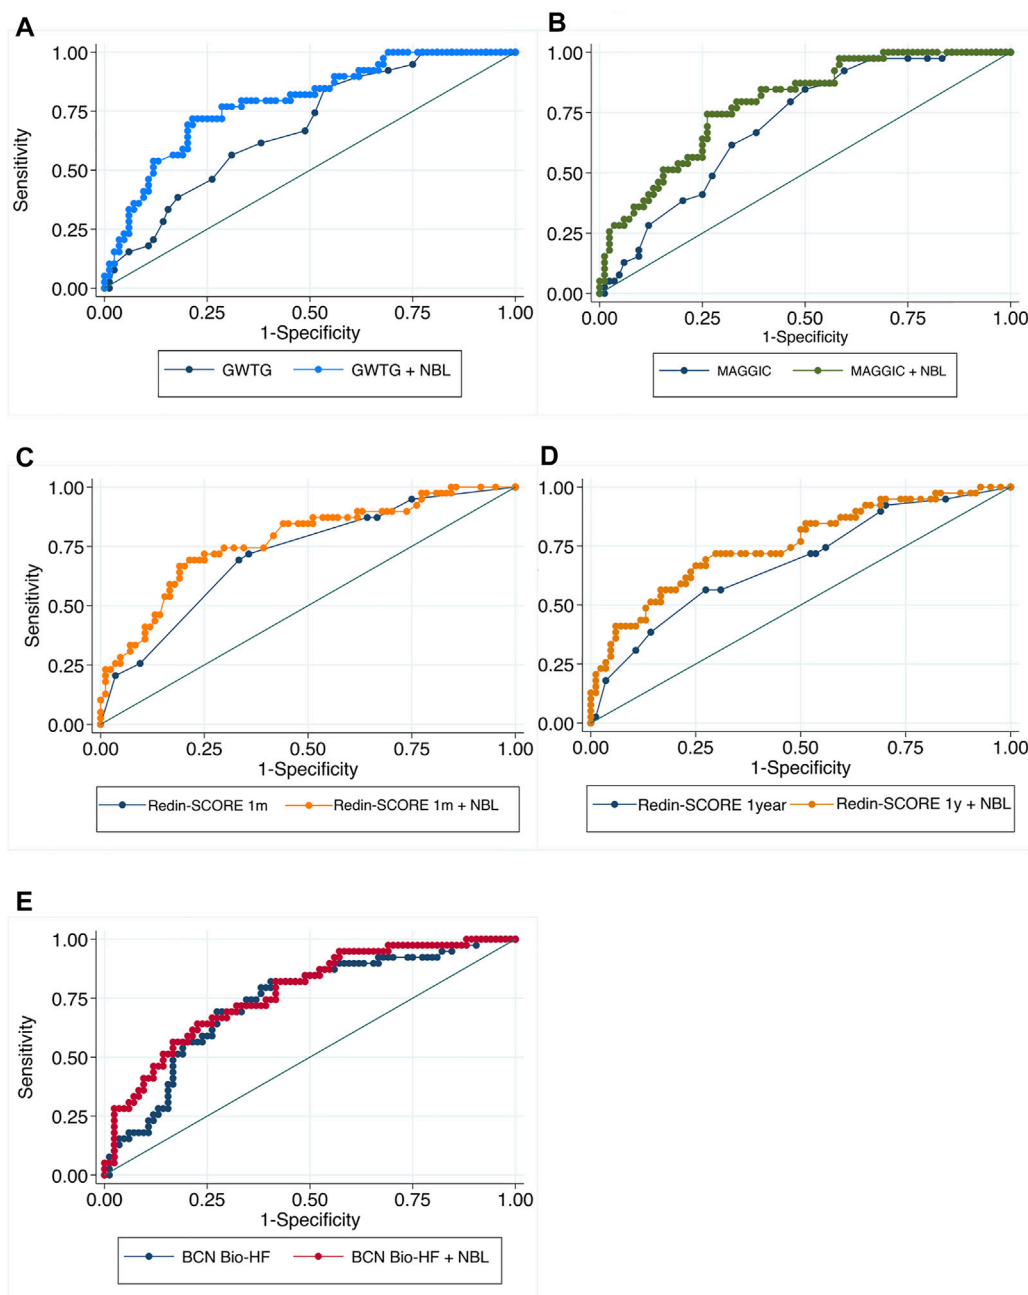 A
1.00
0.75
0.50
0.25
0.00
Sensitivity
0.00 0.25 0.50 0.75 1.00
1-Specificity
GWTG GWTG + NBL
B
1.00
0.75
0.50
0.25
0.00
0.00 0.25 0.50 0.75 1.00
1-Specificity
MAGGIC MAGGIC + NBL
C
1.00
0.75
0.50
0.25
0.00
Sensitivity
0.00 0.25 0.50 0.75 1.00
1-Specificity
Redin-SCORE 1m Redin-SCORE 1m + NBL
D
1.00
0.75
0.50
0.25
0.00
0.00 0.25 0.50 0.75 1.00
1-Specificity
Redin-SCORE 1year Redin-SCORE 1y + NBL
E
1.00
0.75
0.50
0.25
0.00
Sensitivity
0.00 0.25 0.50 0.75 1.00
1-Specificity
BCN Bio-HF BCN Bio-HF + NBL